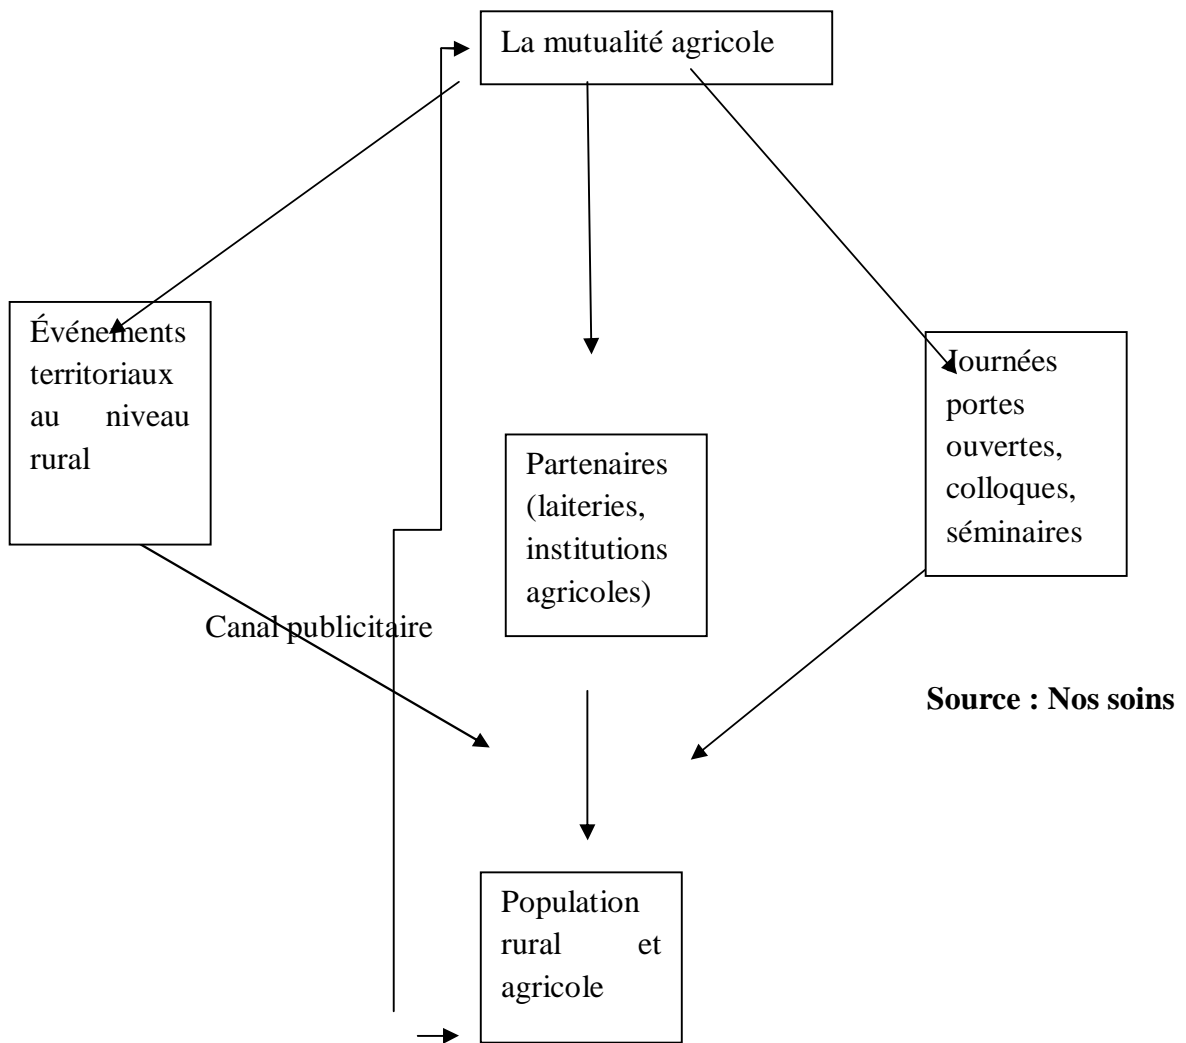 La mutualité agricole
Événements
territoriaux
au niveau
rural
Partenaires
(laiteries,
institutions
agricoles)
Journées
portes
ouvertes,
colloques,
séminaires
Canal publicitaire
Source : Nos soins
Population
rural et
agricole